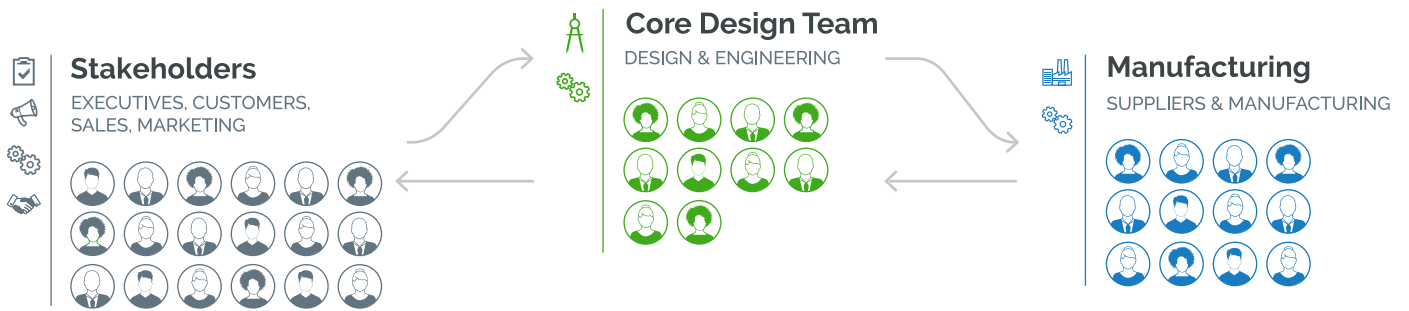 Stakeholders
EXECUTIVES, CUSTOMERS,
SALES, MARKETING
Core Design Team
DESIGN & ENGINEERING
Manufacturing
SUPPLIERS & MANUFACTURING